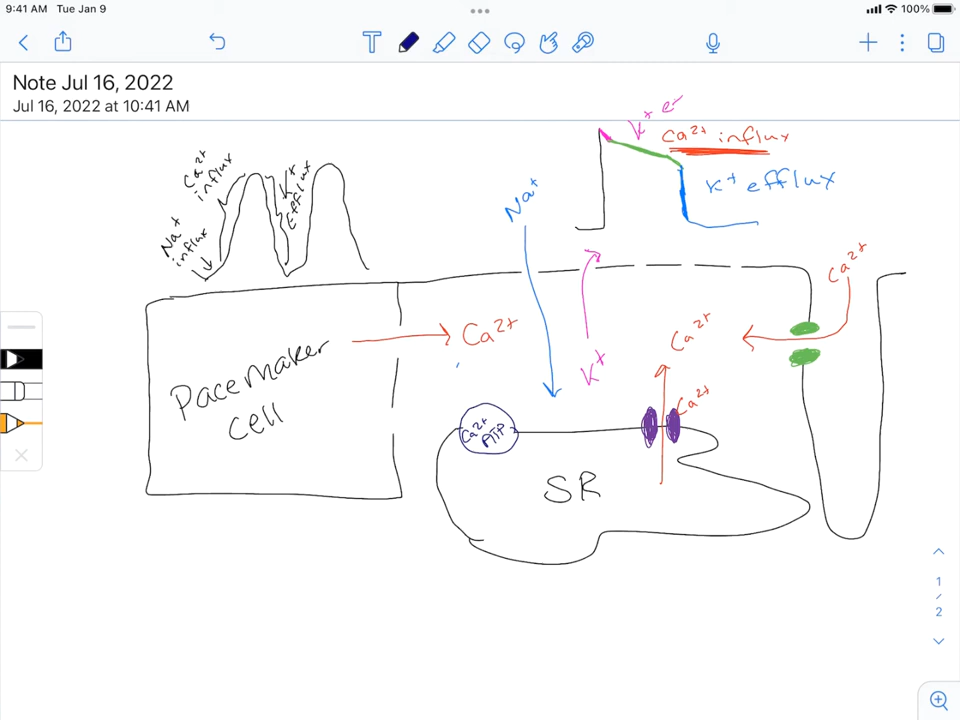 9:41 AM Tue Jan 9
100%
Note Jul 16, 2022
Jul 16, 2022 at 10:41 AM
K+ e-
Ca2+ influx
K+ efflux
Na+
influx
Ca2+
influx
K+
Efflux
Na+
Ca2+
Pacemaker
cell
Ca2+
K+
Ca2+
Ca2+
Ca2+
ATP
SR
1
/
2